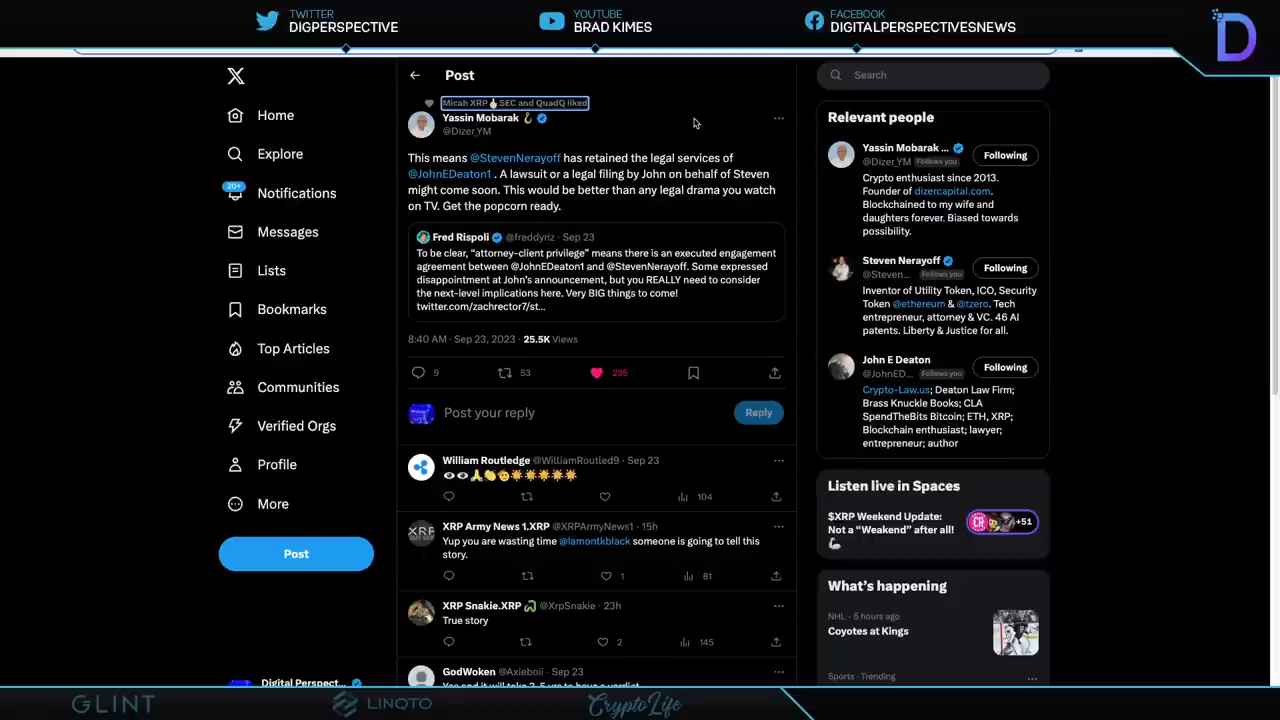 TWITTER
DIGPERSPECTIVE
YOUTUBE
BRAD KIMES
FACEBOOK
DIGITALPERSPECTIVESNEWS
Home
Explore
20+
Notifications
Messages
Lists
Bookmarks
Top Articles
Communities
Verified Orgs
Profile
More
Post
Digital Perspect...
Post
Micah XRP SEC and QuadQ liked
Yassin Mobarak
@Dizer_YM
This means @StevenNerayoff has retained the legal services of
@JohnEDeaton1 . A lawsuit or a legal filing by John on behalf of Steven
might come soon. This would be better than any legal drama you watch
on TV. Get the popcorn ready.
Fred Rispoli @freddyriz · Sep 23
To be clear, "attorney-client privilege" means there is an executed engagement
agreement between @JohnEDeaton1 and @StevenNerayoff. Some expressed
disappointment at John's announcement, but you REALLY need to consider
the next-level implications here. Very BIG things to come!
twitter.com/zachrector7/st...
8:40 AM · Sep 23, 2023 · 25.5K Views
9 53 235
Post your reply
Reply
William Routledge @WilliamRoutled9 · Sep 23
104
XRP Army News 1.XRP @XRPArmyNews1 · 15h
Yup you are wasting time @lamontkblack someone is going to tell this
story.
1 81
XRP Snakie.XRP @XrpSnakie · 23h
True story
2 145
GodWoken @Axieboii · Sep 23
Search
Relevant people
Yassin Mobarak ...
@Dizer_YM Follows you
Following
Crypto enthusiast since 2013.
Founder of dizercapital.com.
Blockchained to my wife and
daughters forever. Biased towards
possibility.
Steven Nerayoff
@Steven... Follows you
Following
Inventor of Utility Token, ICO, Security
Token @ethereum & @tzero. Tech
entrepreneur, attorney & VC. 46 AI
patents. Liberty & Justice for all.
John E Deaton
@JohnED... Follows you
Following
Crypto-Law.us; Deaton Law Firm;
Brass Knuckle Books; CLA
SpendTheBits Bitcoin; ETH, XRP;
Blockchain enthusiast; lawyer;
entrepreneur; author
Listen live in Spaces
$XRP Weekend Update:
Not a "Weekend" after all!
+51
What's happening
NHL · 5 hours ago
Coyotes at Kings
Sports · Trending
GLINT
LINQTO
CryptoLife